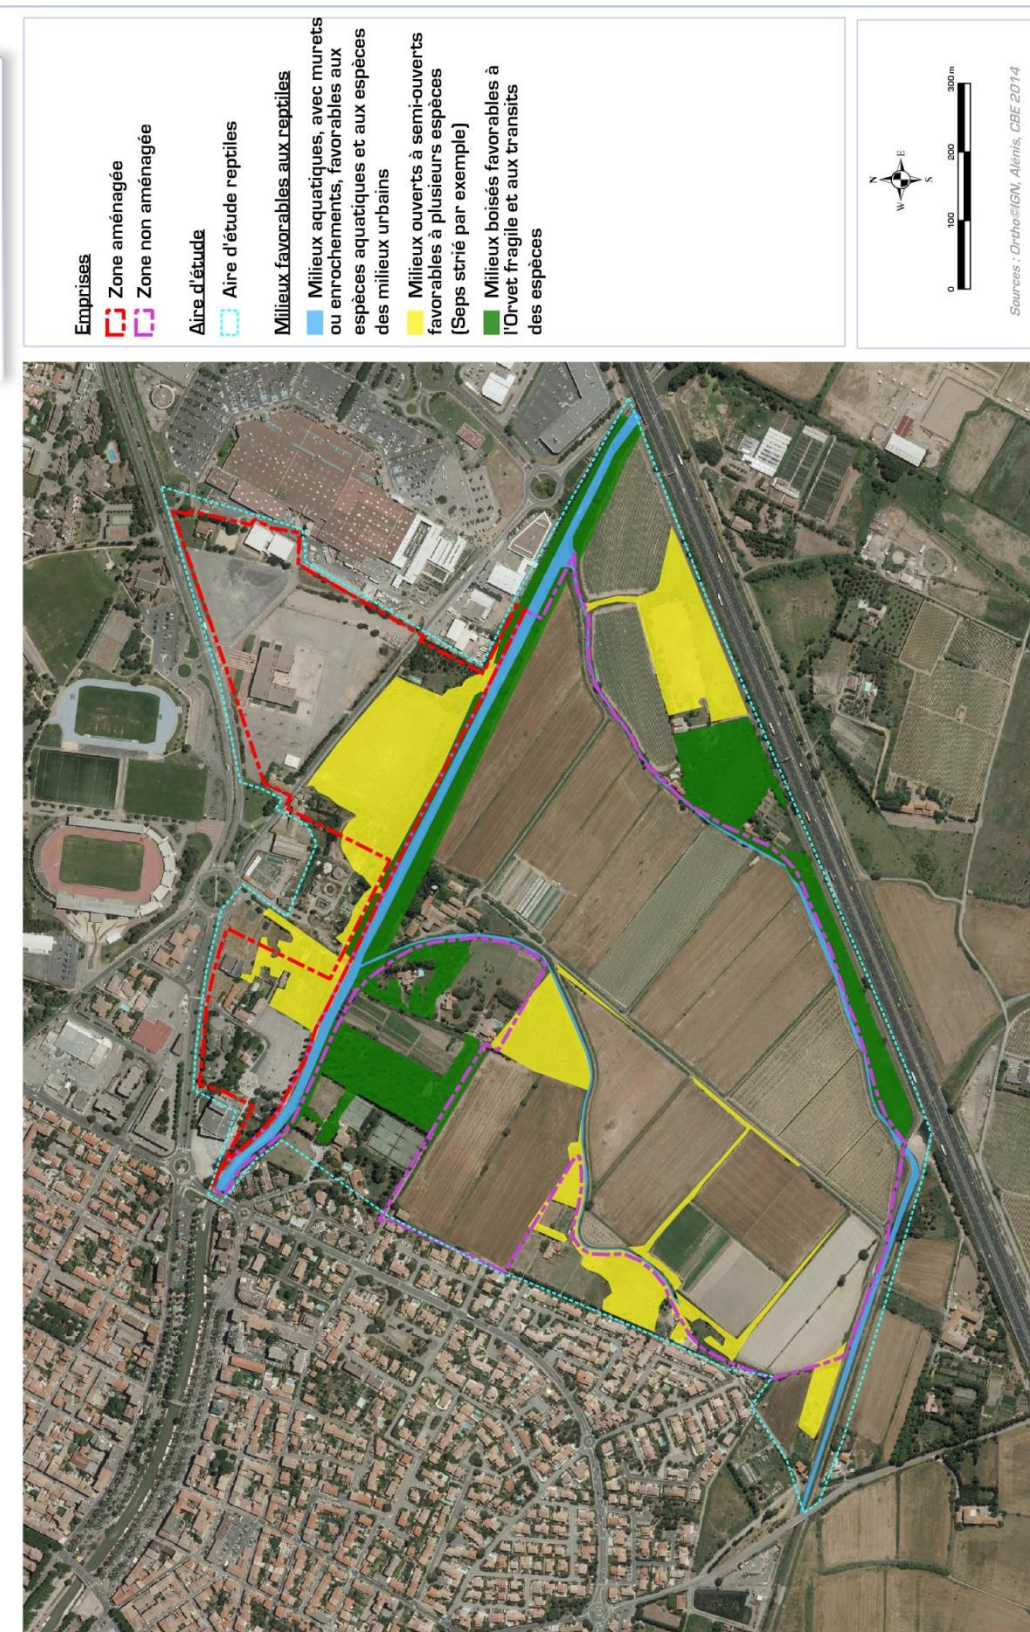 Emprises
Zone aménagée
Zone non aménagée
Aire d'étude
Aire d'étude reptiles
Milieux favorables aux reptiles
Milieux aquatiques, avec murets
ou enrochements, favorables aux
espèces aquatiques et aux espèces
des milieux urbains
Milieux ouverts à semi-ouverts
favorables à plusieurs espèces
(Seps strié par exemple)
Milieux boisés favorables à
l'Orvet fragile et aux transits
des espèces
N
W
E
S
0
100
200
300 m
Sources : Ortho®IGN, Alénis, CBE 2014